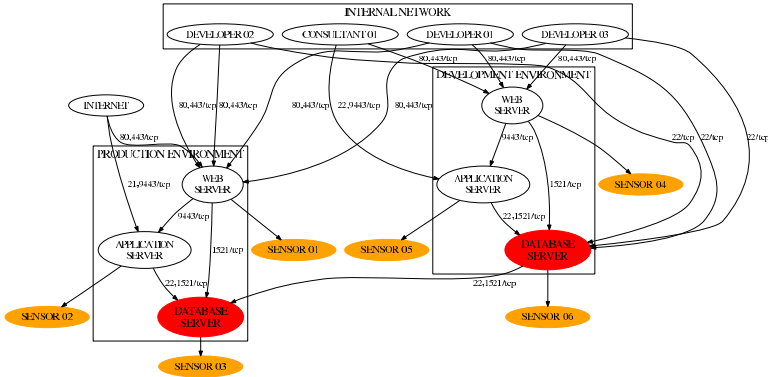 INTERNAL NETWORK
DEVELOPER 02
CONSULTANT 01
DEVELOPER 01
DEVELOPER 03
80,443/tcp
80,443/tcp
80,443/tcp
DEVELOPMENT ENVIRONMENT
INTERNET
80,443/tcp
80,443/tcp
80,443/tcp
22,9443/tcp
80,443/tcp
WEB
SERVER
80,443/tcp
9443/tcp
22/tcp
22/tcp
22/tcp
PRODUCTION ENVIRONMENT
WEB
SERVER
21,9443/tcp
APPLICATION
SERVER
1521/tcp
SENSOR 04
9443/tcp
22,1521/tcp
APPLICATION
SERVER
1521/tcp
SENSOR 01
SENSOR 05
DATABASE
SERVER
22,1521/tcp
22,1521/tcp
SENSOR 02
DATABASE
SERVER
SENSOR 06
SENSOR 03